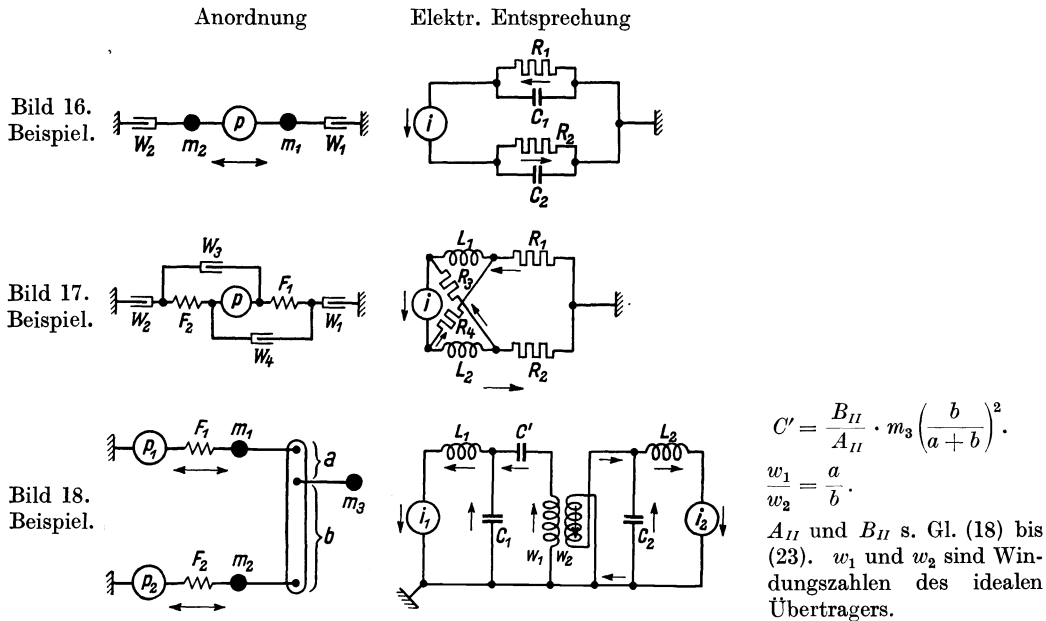 Anordnung
Elektr. Entsprechung
Bild 16.
Beispiel.
W₂
m₂
p
m₁
W₁
R₁
C₁
i
R₂
C₂
Bild 17.
Beispiel.
W₃
W₂
F₂
p
F₁
W₁
W₄
L₁
R₁
R₃
i
R₄
L₂
R₂
Bild 18.
Beispiel.
p₁
F₁
m₁
a
m₃
b
p₂
F₂
m₂
L₁
C'
L₂
i₁
C₁
W₁
W₂
C₂
i₂
C' = B_II / A_II · m₃ (b / (a + b))².
w₁ / w₂ = a / b.
A_II und B_II s. Gl. (18) bis
(23). w₁ und w₂ sind Win-
dungszahlen des idealen
Übertragers.